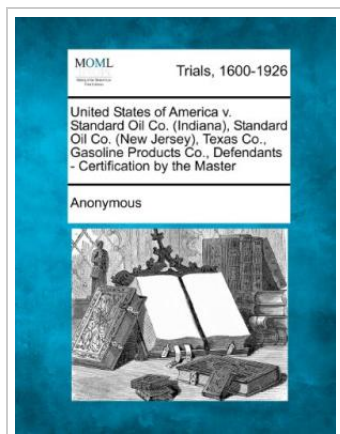 MOML
Trials, 1600-1926
United States of America v.
Standard Oil Co. (Indiana), Standard
Oil Co. (New Jersey), Texas Co.,
Gasoline Products Co., Defendants
- Certification by the Master
Anonymous